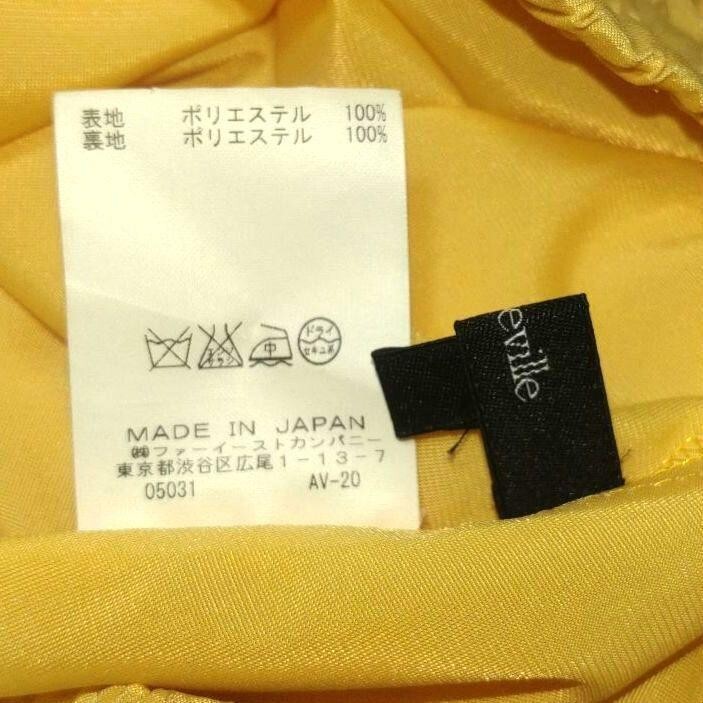 表地 ポリエステル 100%
裏地 ポリエステル 100%
中
ドライ
セキユ系
MADE IN JAPAN
㈱ファーイーストカンパニー
東京都渋谷区広尾1-13-7
05031 AV-20
eville